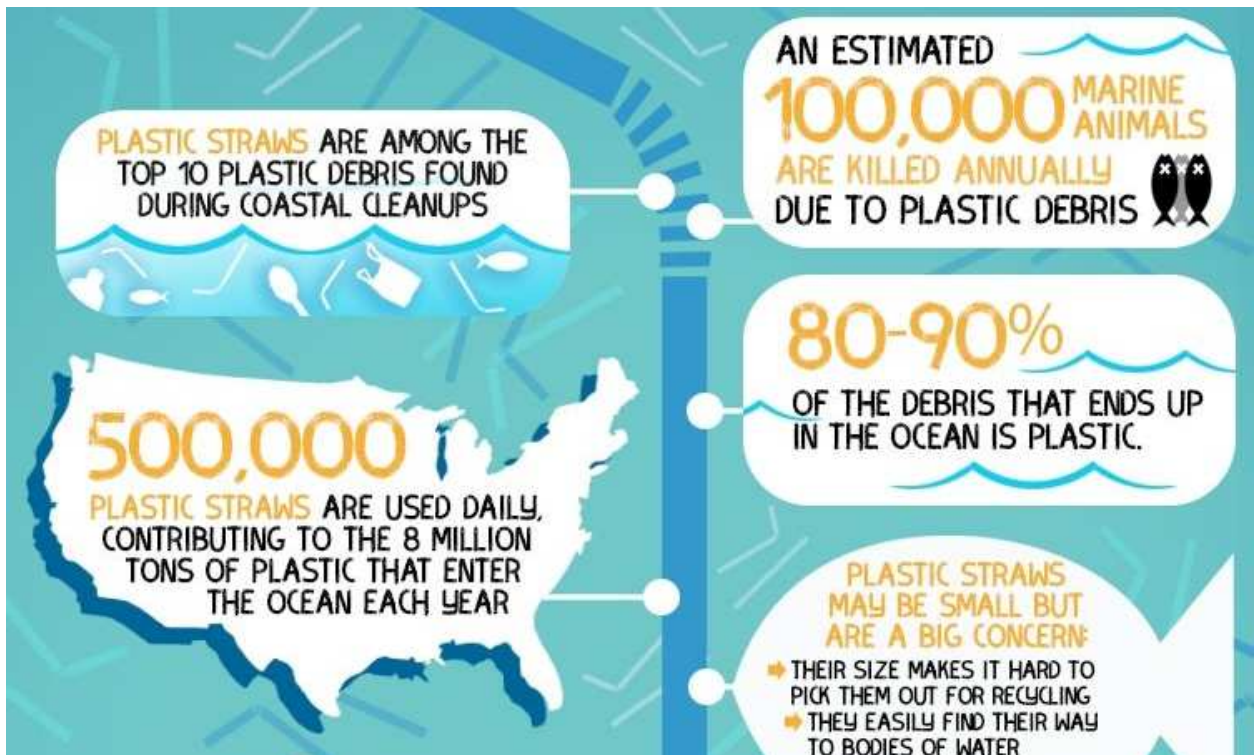 PLASTIC STRAWS ARE AMONG THE
TOP 10 PLASTIC DEBRIS FOUND
DURING COASTAL CLEANUPS
AN ESTIMATED
100,000 MARINE
ANIMALS
ARE KILLED ANNUALLY
DUE TO PLASTIC DEBRIS
80-90%
OF THE DEBRIS THAT ENDS UP
IN THE OCEAN IS PLASTIC.
500,000
PLASTIC STRAWS ARE USED DAILY,
CONTRIBUTING TO THE 8 MILLION
TONS OF PLASTIC THAT ENTER
THE OCEAN EACH YEAR
PLASTIC STRAWS
MAY BE SMALL BUT
ARE A BIG CONCERN:
THEIR SIZE MAKES IT HARD TO
PICK THEM OUT FOR RECYCLING
THEY EASILY FIND THEIR WAY
TO BODIES OF WATER